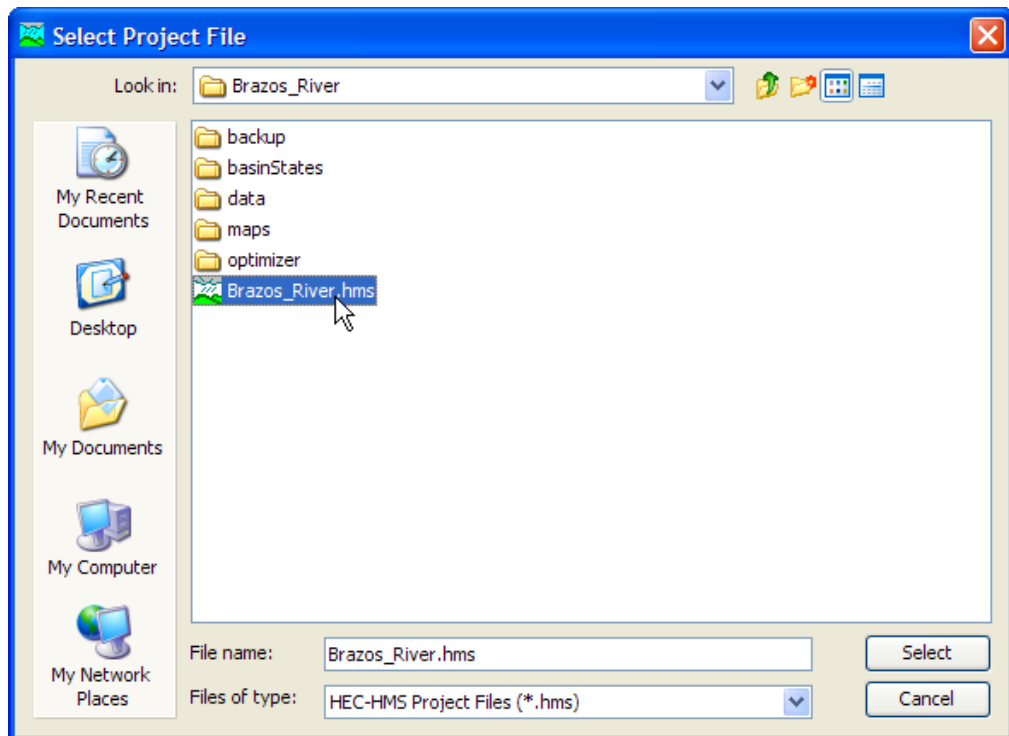 Select Project File
Look in:
Brazos_River
backup
basinStates
data
maps
optimizer
Brazos_River.hms
My Recent
Documents
Desktop
My Documents
My Computer
My Network
Places
File name:
Brazos_River.hms
Select
Files of type:
HEC-HMS Project Files (*.hms)
Cancel